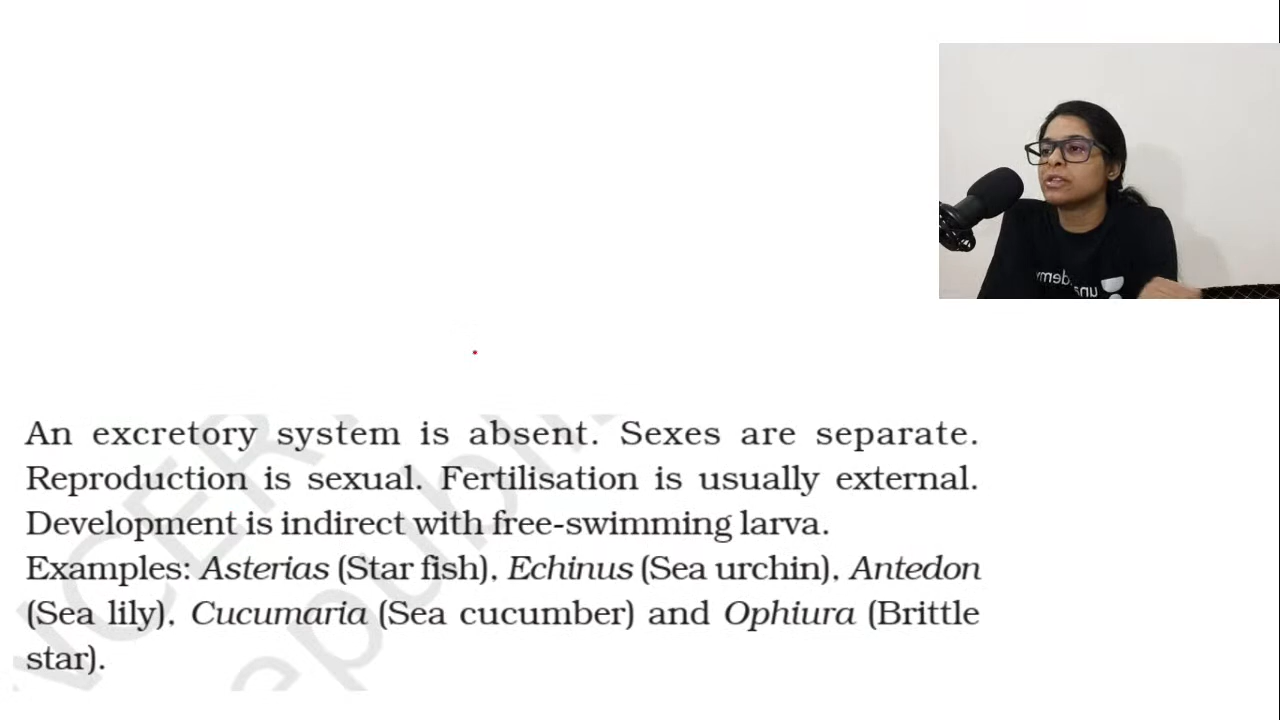 An excretory system is absent. Sexes are separate.
Reproduction is sexual. Fertilisation is usually external.
Development is indirect with free-swimming larva.
Examples: Asterias (Star fish), Echinus (Sea urchin), Antedon
(Sea lily), Cucumaria (Sea cucumber) and Ophiura (Brittle
star).